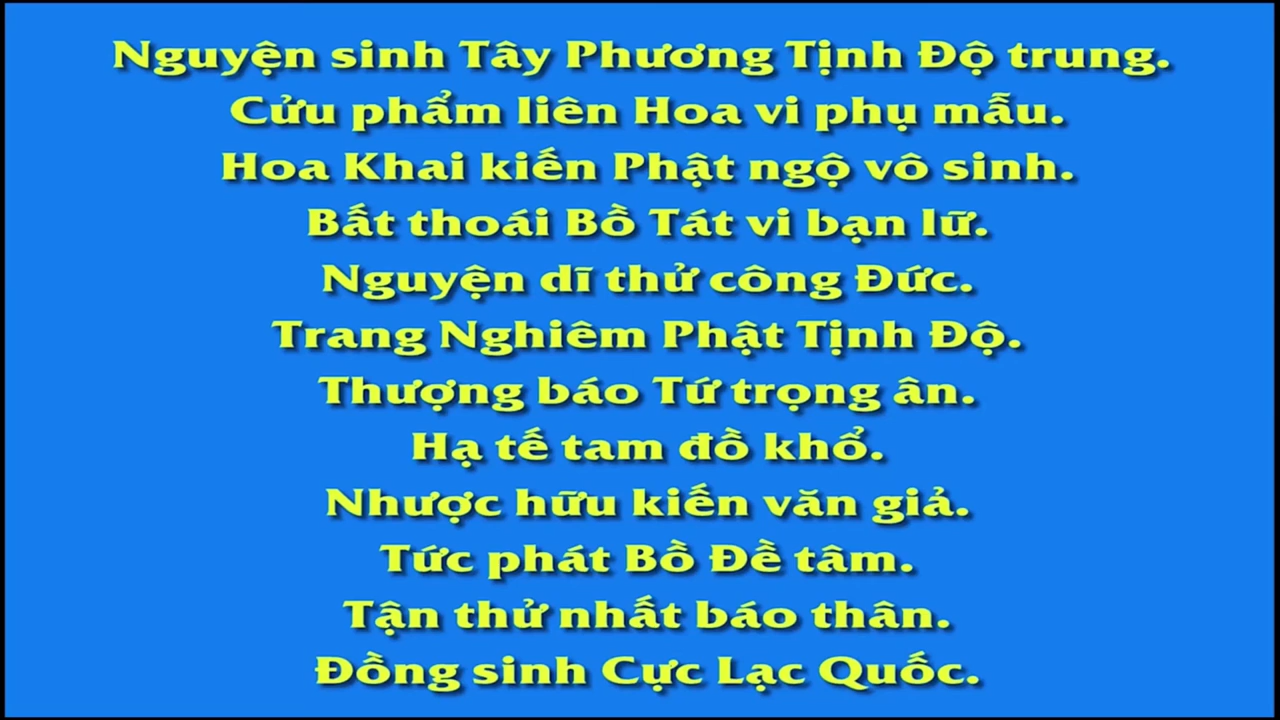 Nguyện sinh Tây Phương Tịnh Độ trung.
Cửu phẩm liên Hoa vi phụ mẫu.
Hoa Khai kiến Phật ngộ vô sinh.
Bất thoái Bồ Tát vi bạn lữ.
Nguyện dĩ thử công Đức.
Trang Nghiêm Phật Tịnh Độ.
Thượng báo Tứ trọng ân.
Hạ tế tam đồ khổ.
Nhược hữu kiến văn giả.
Tức phát Bồ Đề tâm.
Tận thử nhất báo thân.
Đồng sinh Cực Lạc Quốc.